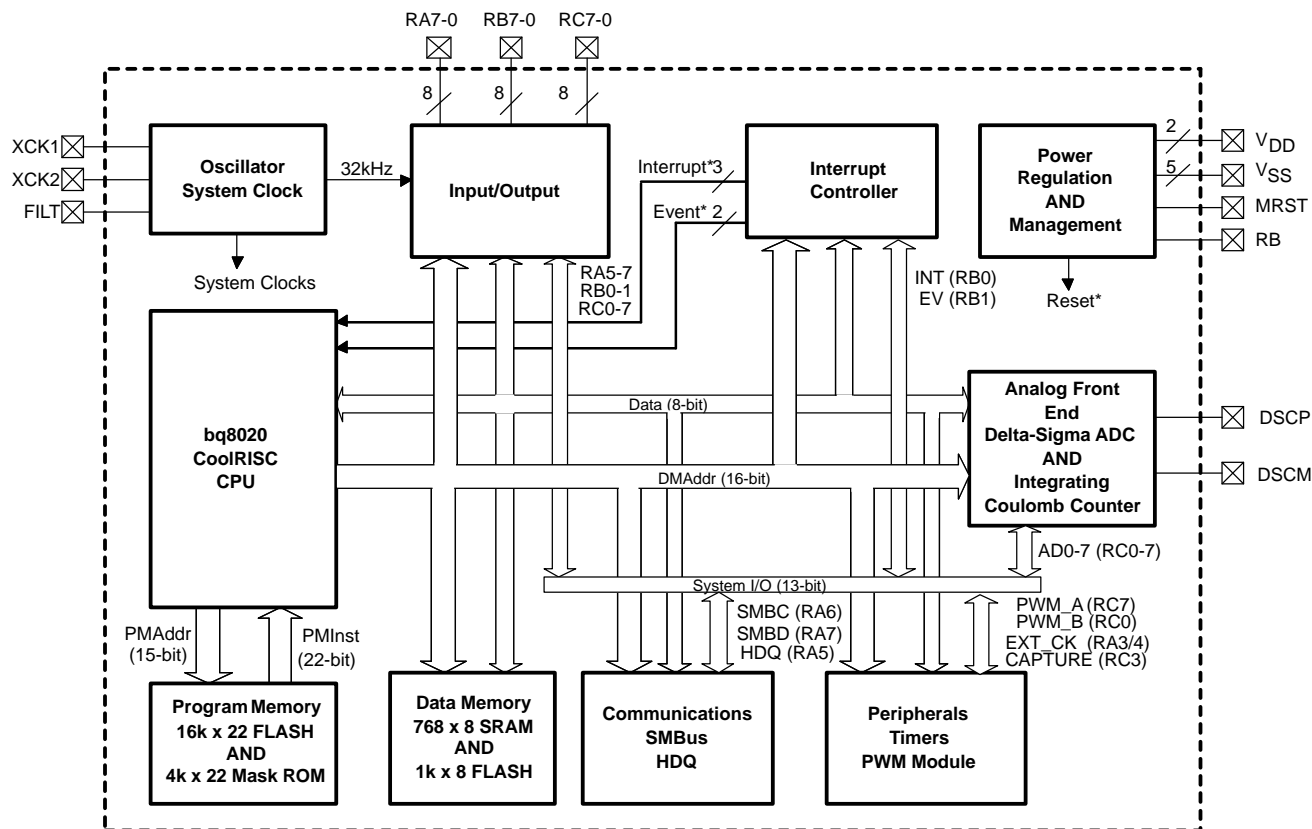 RA7-0
RB7-0
RC7-0
8
8
8
XCK1
XCK2
FILT
Oscillator
System Clock
32kHz
Input/Output
Interrupt*3
Event* 2
Interrupt
Controller
Power
Regulation
AND
Management
2
5
VDD
VSS
MRST
RB
System Clocks
RA5-7
RB0-1
RC0-7
INT (RB0)
EV (RB1)
Reset*
bq8020
CoolRISC
CPU
Data (8-bit)
DMAddr (16-bit)
Analog Front
End
Delta-Sigma ADC
AND
Integrating
Coulomb Counter
DSCP
DSCM
AD0-7 (RC0-7)
System I/O (13-bit)
PMAddr
(15-bit)
PMInst
(22-bit)
SMBC (RA6)
SMBD (RA7)
HDQ (RA5)
PWM_A (RC7)
PWM_B (RC0)
EXT_CK (RA3/4)
CAPTURE (RC3)
Program Memory
16k x 22 FLASH
AND
4k x 22 Mask ROM
Data Memory
768 x 8 SRAM
AND
1k x 8 FLASH
Communications
SMBus
HDQ
Peripherals
Timers
PWM Module